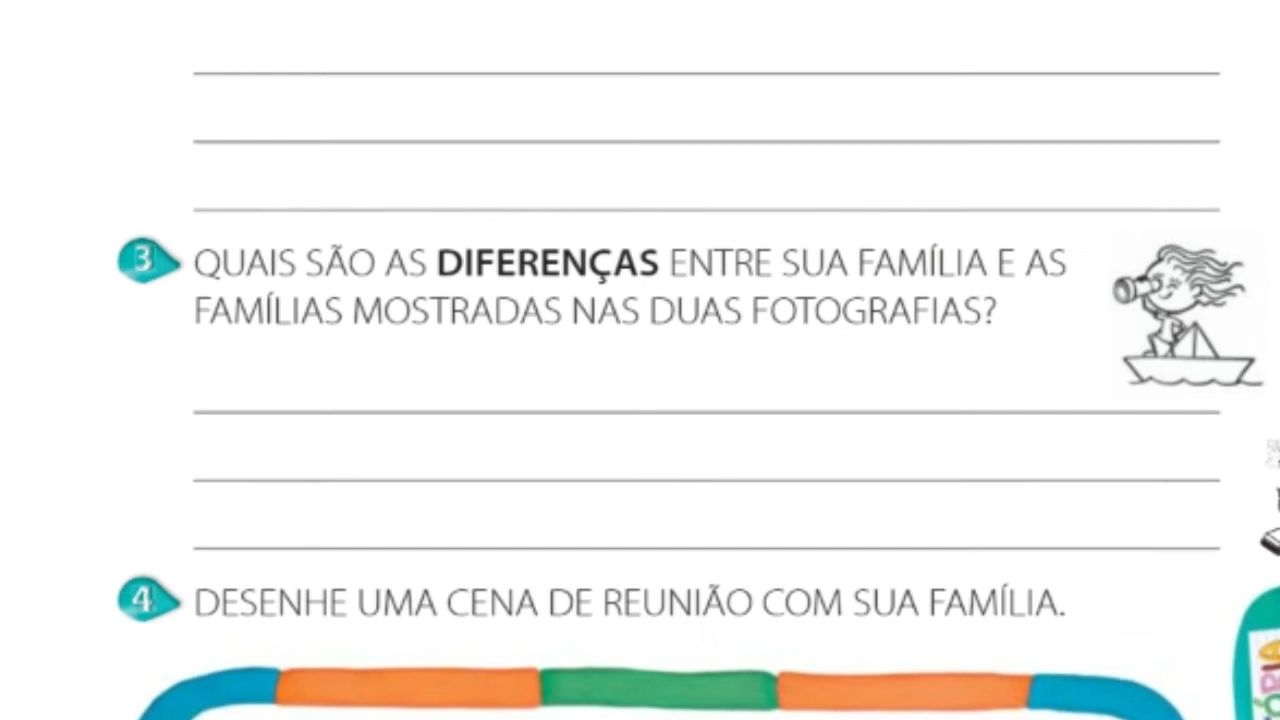 3 QUAIS SÃO AS DIFERENÇAS ENTRE SUA FAMÍLIA E AS
FAMÍLIAS MOSTRADAS NAS DUAS FOTOGRAFIAS?
4 DESENHE UMA CENA DE REUNIÃO COM SUA FAMÍLIA.